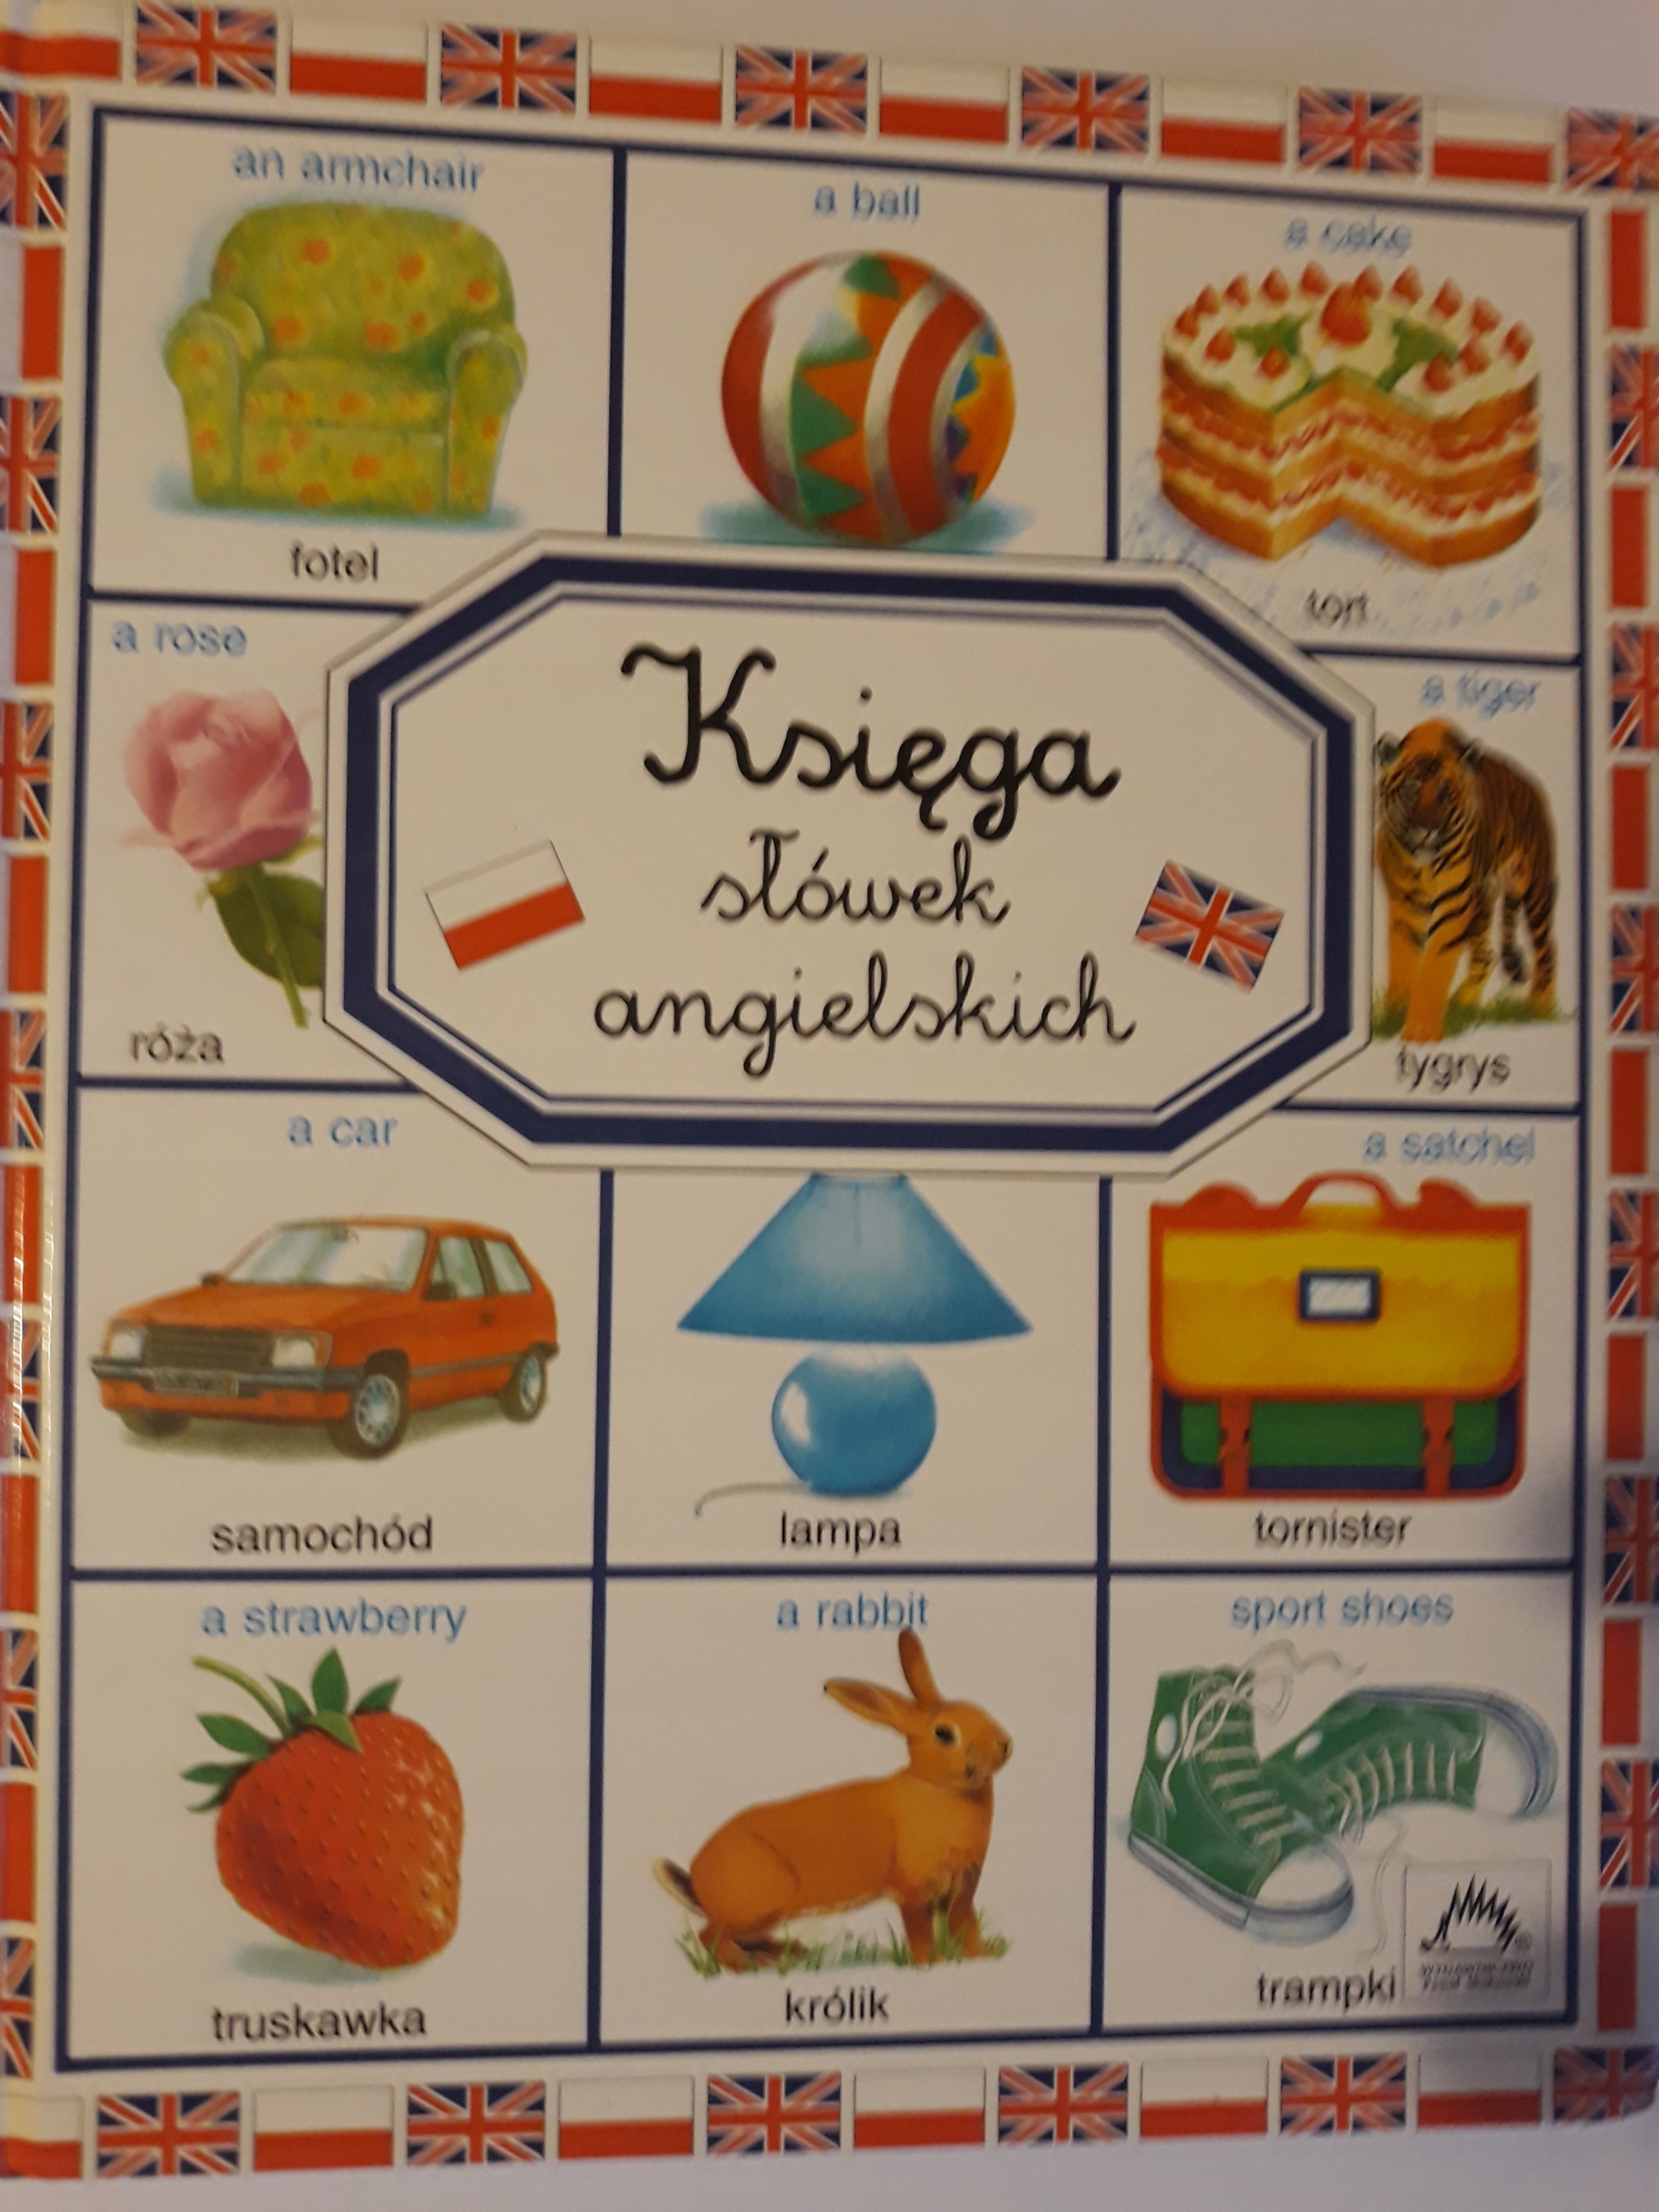 an armchair
a ball
a cake
fotel
tort
a rose
a tiger
Księga
słówek
angielskich
róża
tygrys
a car
a satchel
samochód
lampa
tornister
a strawberry
a rabbit
sport shoes
truskawka
królik
trampki